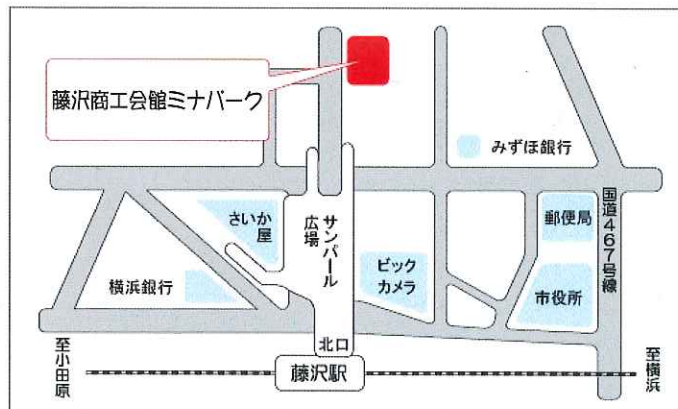 藤沢商工会館ミナパーク
みずほ銀行
さいか
屋
サンパール
広場
国道467号線
郵便局
横浜銀行
ビック
カメラ
市役所
北口
至小田原
藤沢駅
至横浜